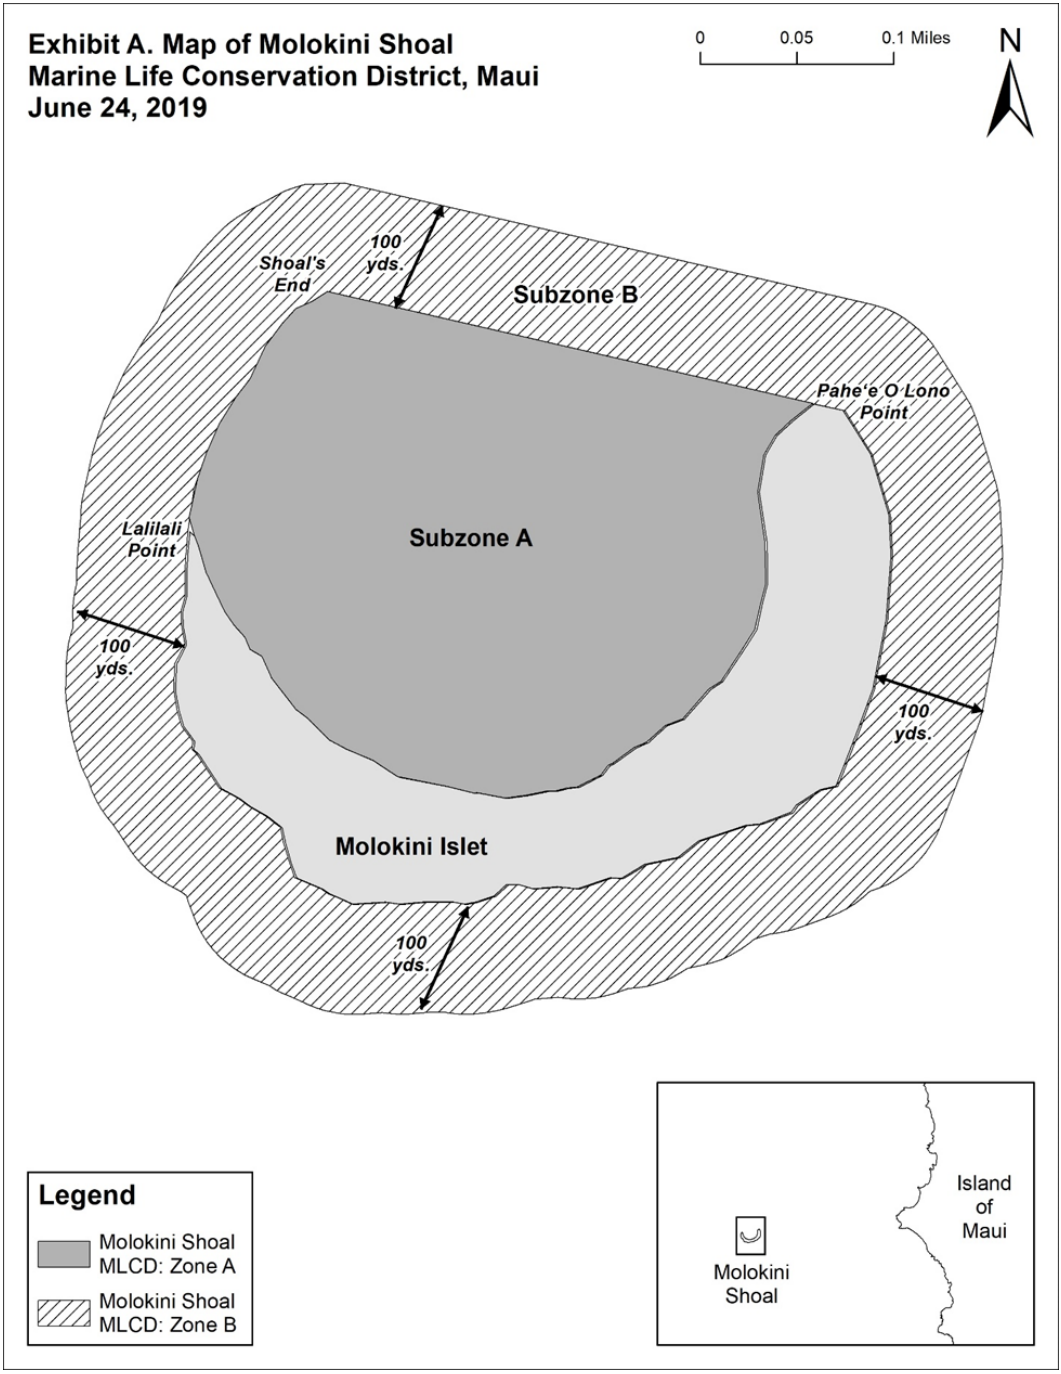 Exhibit A. Map of Molokini Shoal
Marine Life Conservation District, Maui
June 24, 2019
0 0.05 0.1 Miles
N
100
yds.
Shoal's
End
Subzone B
Pahe‘e O Lono
Point
Subzone A
Lalilali
Point
100
yds.
100
yds.
Molokini Islet
100
yds.
Legend
Molokini Shoal
MLCD: Zone A
Molokini Shoal
MLCD: Zone B
Island
of
Maui
Molokini
Shoal